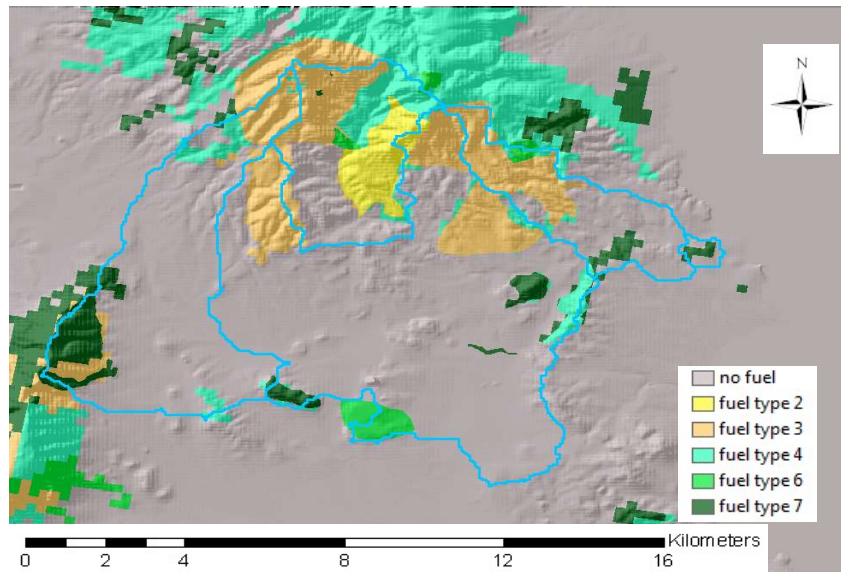 N
no fuel
fuel type 2
fuel type 3
fuel type 4
fuel type 6
fuel type 7
Kilometers
0 2 4 8 12 16